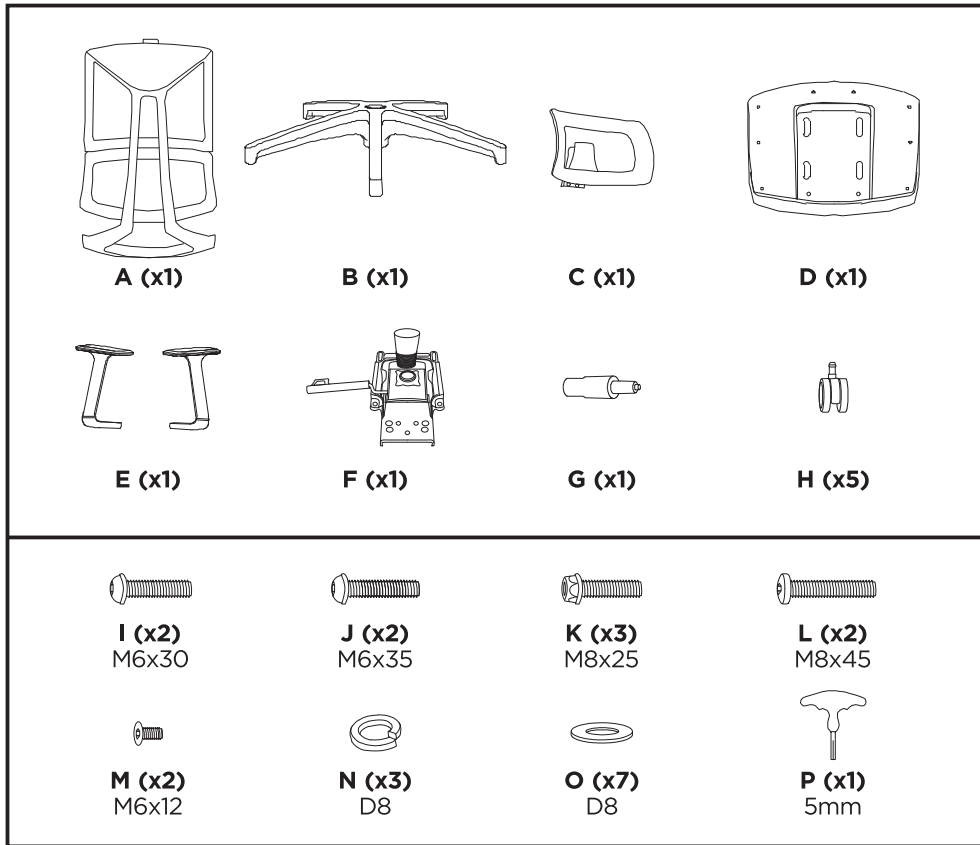 A (x1)
B (x1)
C (x1)
D (x1)
E (x1)
F (x1)
G (x1)
H (x5)
I (x2)
M6x30
J (x2)
M6x35
K (x3)
M8x25
L (x2)
M8x45
M (x2)
M6x12
N (x3)
D8
O (x7)
D8
P (x1)
5mm